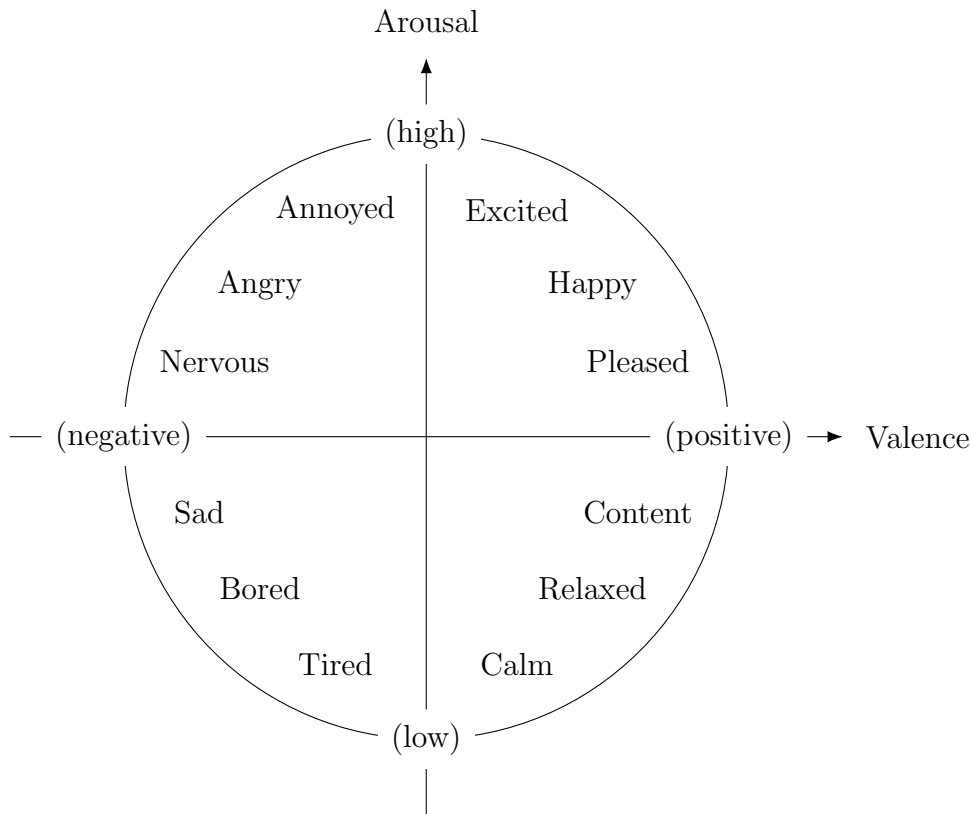 Arousal
(high)
Annoyed Excited
Angry Happy
Nervous Pleased
(negative) (positive) Valence
Sad Content
Bored Relaxed
Tired Calm
(low)